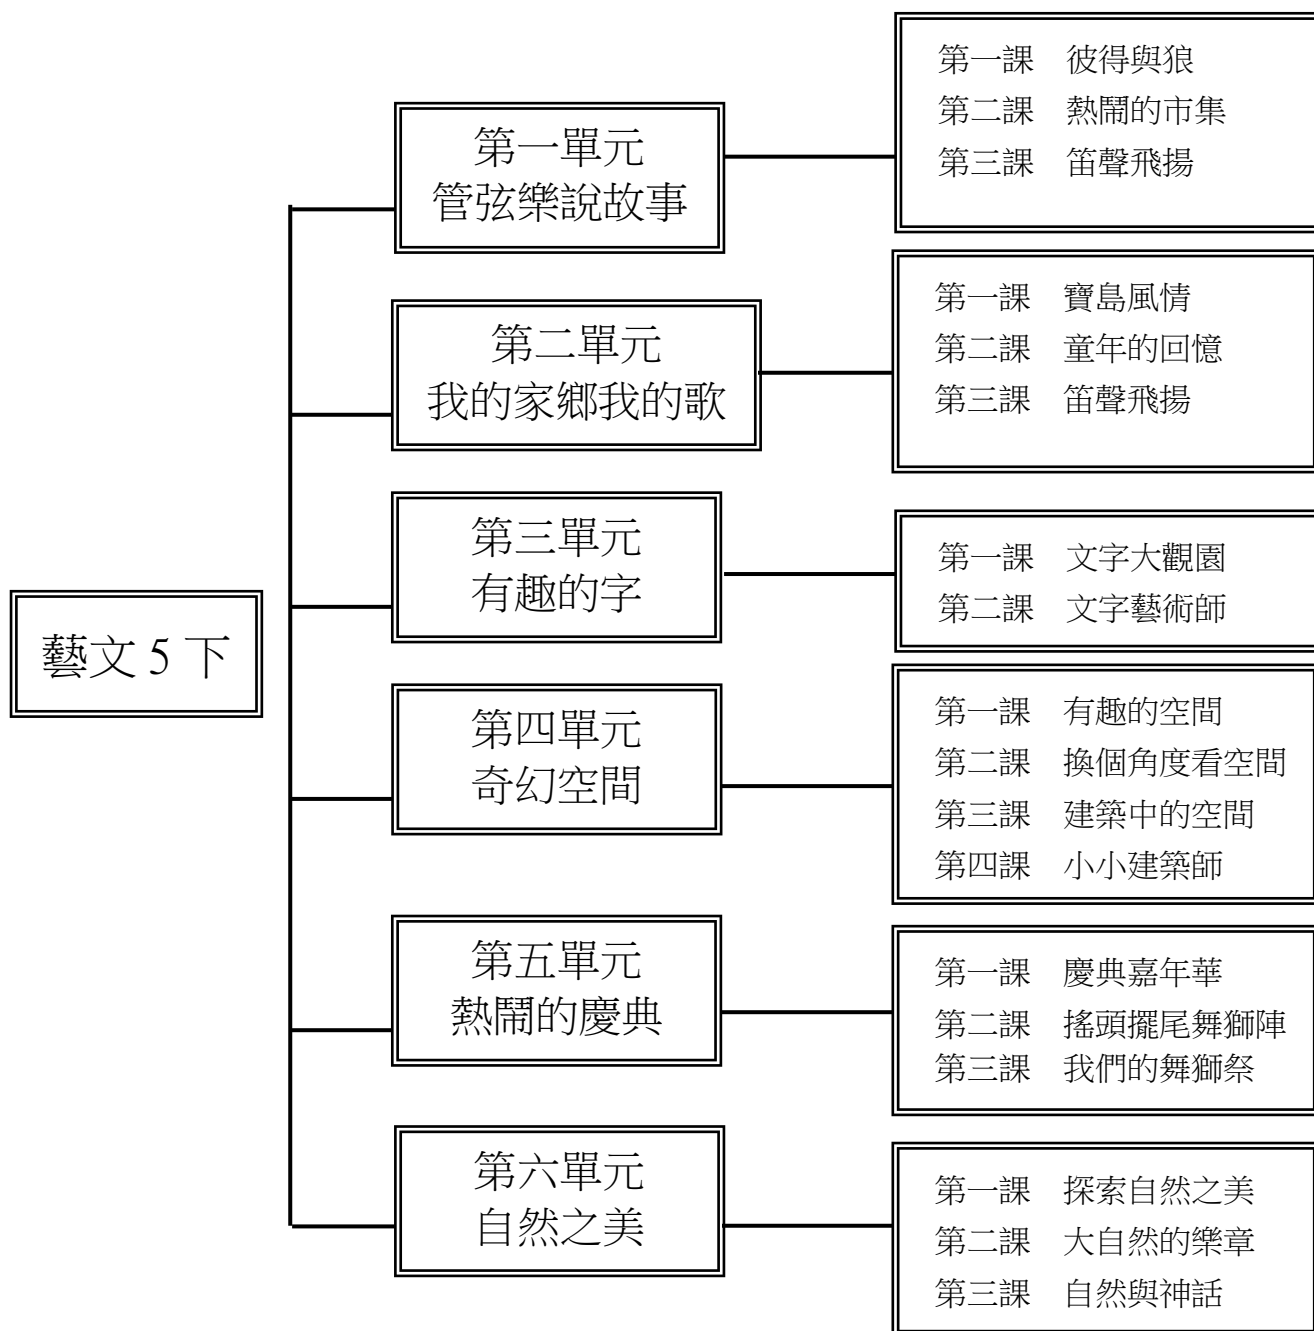 藝文 5 下
第一單元
管弦樂說故事
第一課 彼得與狼
第二課 熱鬧的市集
第三課 笛聲飛揚
第二單元
我的家鄉我的歌
第一課 寶島風情
第二課 童年的回憶
第三課 笛聲飛揚
第三單元
有趣的字
第一課 文字大觀園
第二課 文字藝術師
第四單元
奇幻空間
第一課 有趣的空間
第二課 換個角度看空間
第三課 建築中的空間
第四課 小小建築師
第五單元
熱鬧的慶典
第一課 慶典嘉年華
第二課 搖頭擺尾舞獅陣
第三課 我們的舞獅祭
第六單元
自然之美
第一課 探索自然之美
第二課 大自然的樂章
第三課 自然與神話